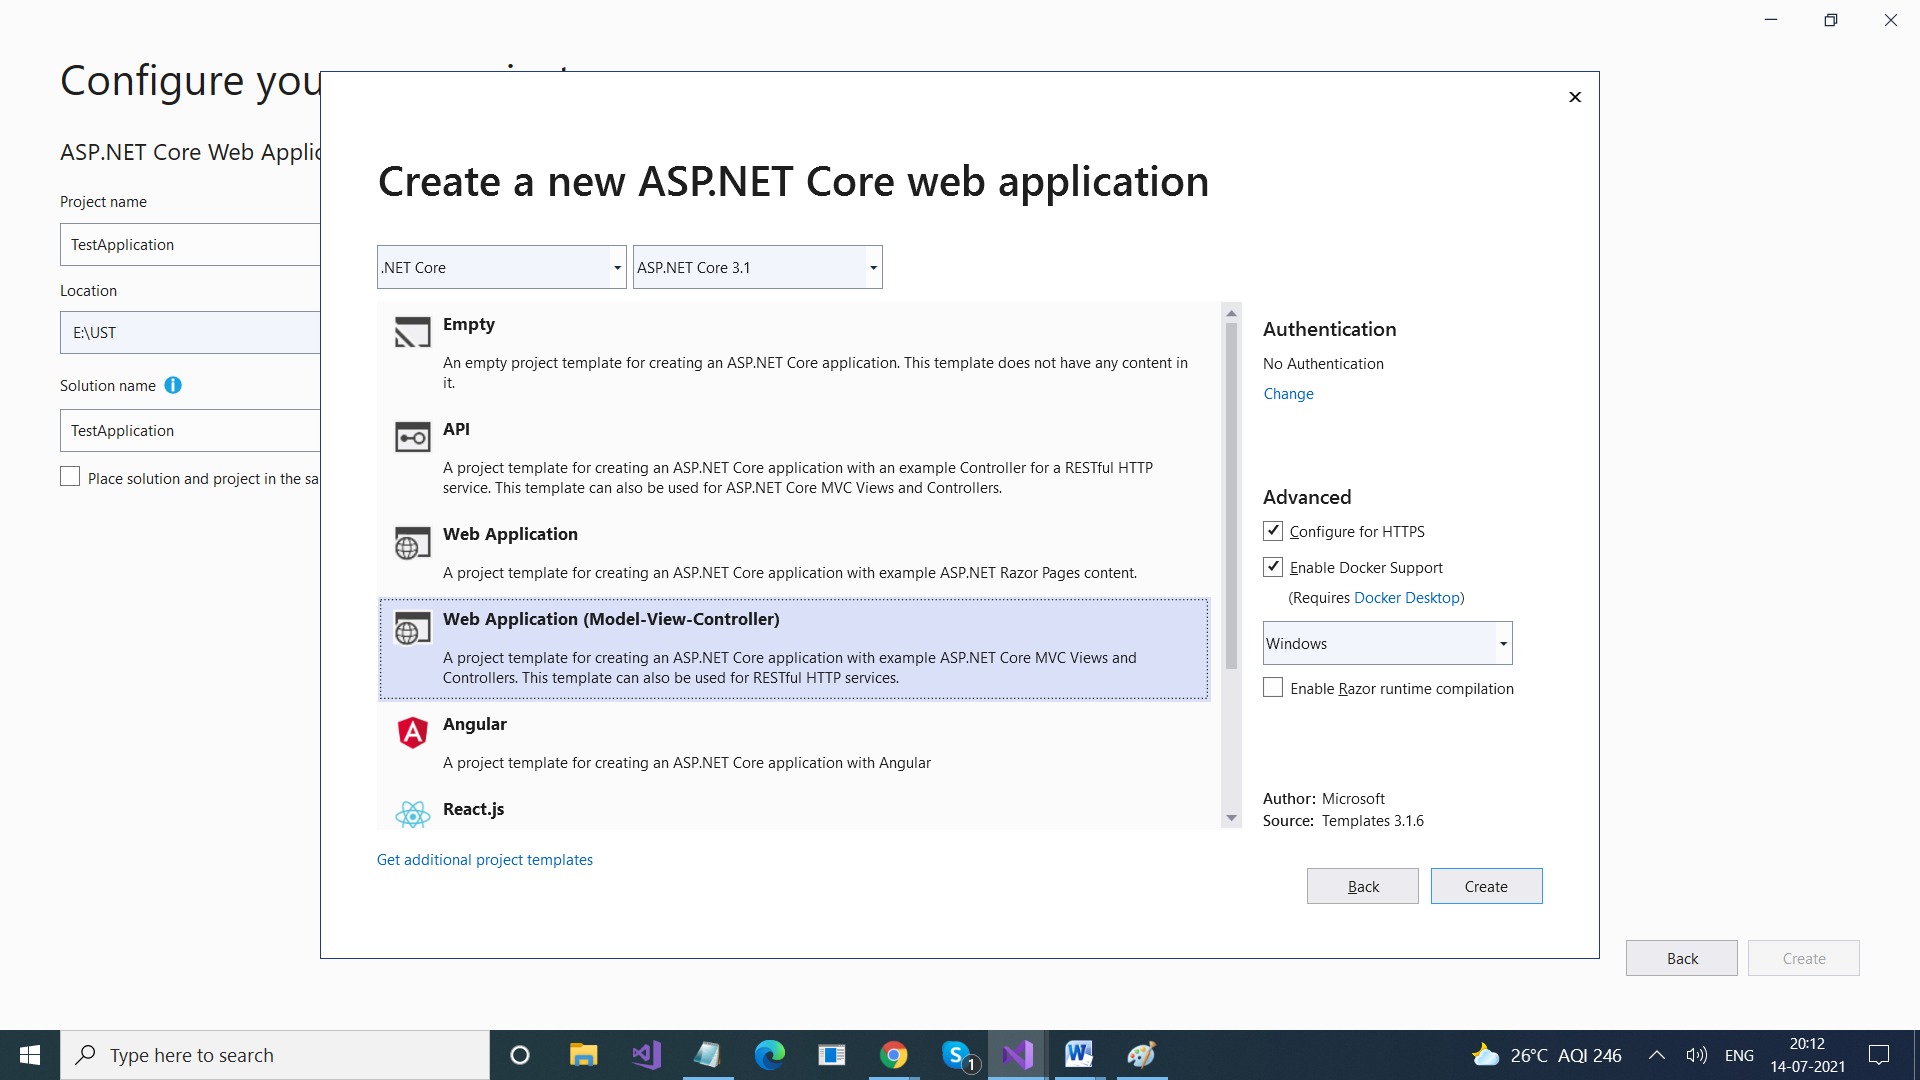 Configure you
ASP.NET Core Web Applic
Project name
TestApplication
Location
E:\UST
Solution name
TestApplication
Place solution and project in the sa
Create a new ASP.NET Core web application
.NET Core
ASP.NET Core 3.1
Empty
An empty project template for creating an ASP.NET Core application. This template does not have any content in
it.
API
A project template for creating an ASP.NET Core application with an example Controller for a RESTful HTTP
service. This template can also be used for ASP.NET Core MVC Views and Controllers.
Web Application
A project template for creating an ASP.NET Core application with example ASP.NET Razor Pages content.
Web Application (Model-View-Controller)
A project template for creating an ASP.NET Core application with example ASP.NET Core MVC Views and
Controllers. This template can also be used for RESTful HTTP services.
Angular
A project template for creating an ASP.NET Core application with Angular
React.js
Get additional project templates
Authentication
No Authentication
Change
Advanced
Configure for HTTPS
Enable Docker Support
(Requires Docker Desktop)
Windows
Enable Razor runtime compilation
Author: Microsoft
Source: Templates 3.1.6
Back
Create
Back
Create
Type here to search
1
26°C AQI 246
ENG
20:12
14-07-2021